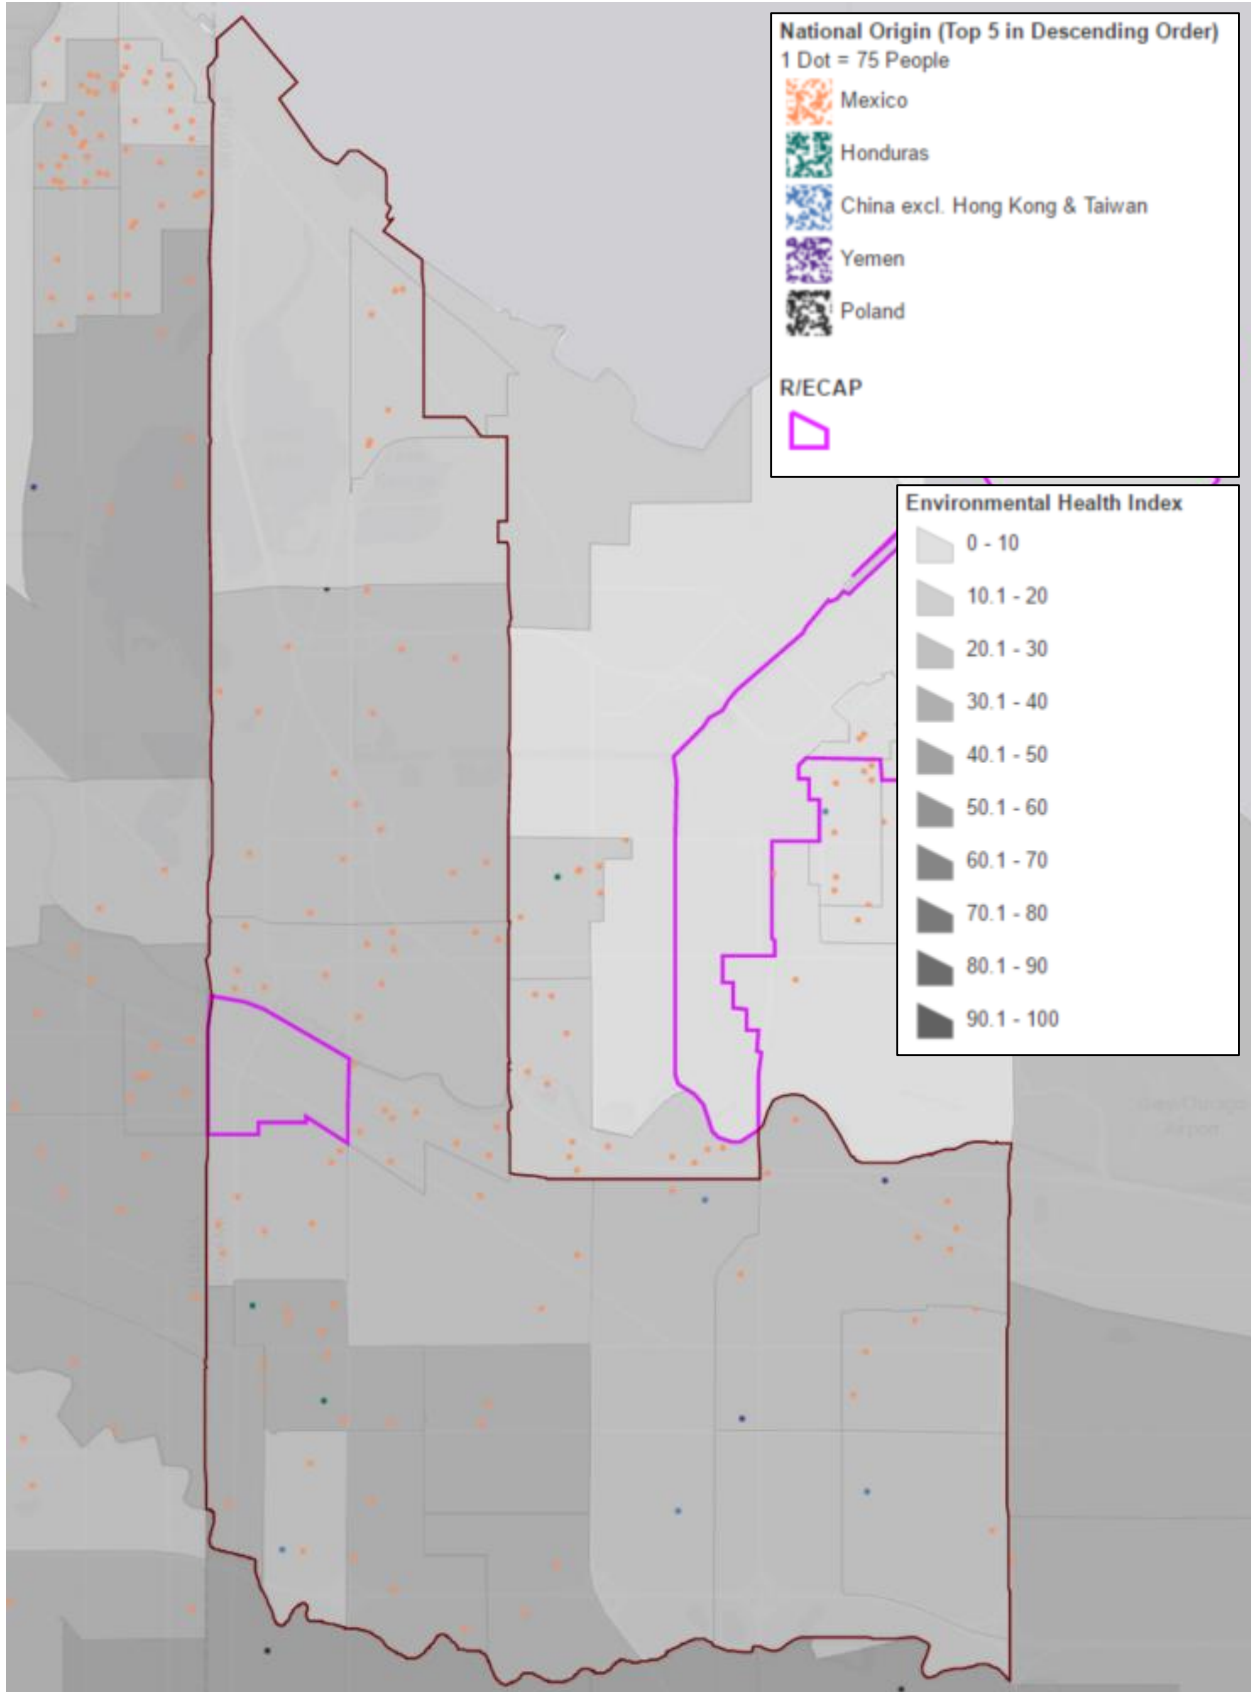 National Origin (Top 5 in Descending Order)
1 Dot = 75 People
Mexico
Honduras
China excl. Hong Kong & Taiwan
Yemen
Poland
R/ECAP
Environmental Health Index
0 - 10
10.1 - 20
20.1 - 30
30.1 - 40
40.1 - 50
50.1 - 60
60.1 - 70
70.1 - 80
80.1 - 90
90.1 - 100
Airport